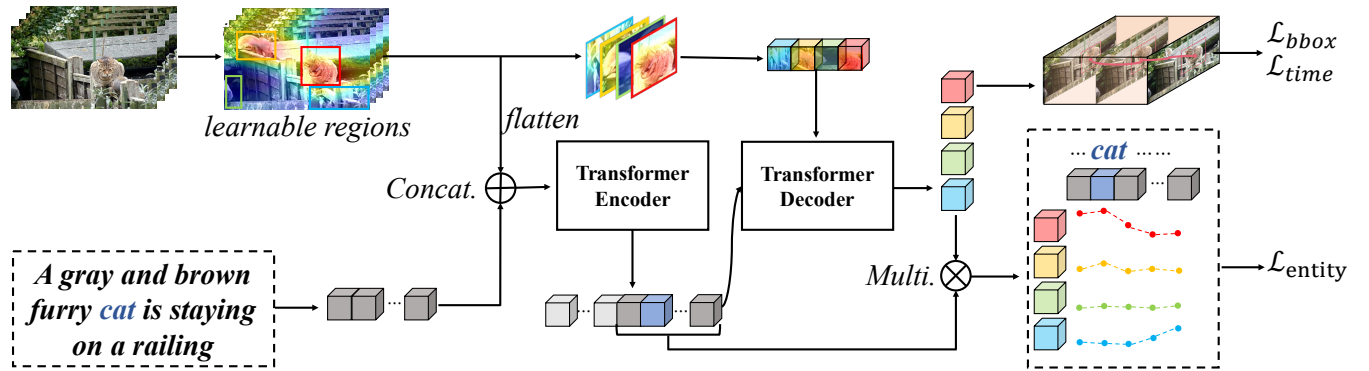 learnable regions
flatten
Concat.
Transformer
Encoder
Transformer
Decoder
Multi.
A gray and brown
furry cat is staying
on a railing
...
...
...
... cat ... ...
...
ℒbbox
ℒtime
ℒentity